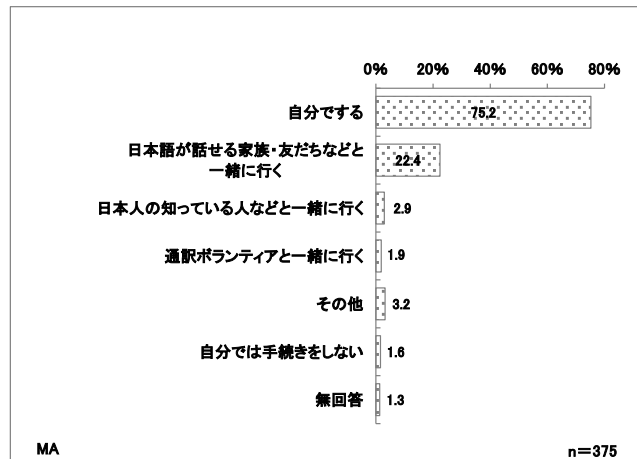 0% 20% 40% 60% 80%
自分でする 75.2
日本語が話せる家族・友だちなどと
一緒に行く 22.4
日本人の知っている人などと一緒に行く 2.9
通訳ボランティアと一緒に行く 1.9
その他 3.2
自分では手続きをしない 1.6
無回答 1.3
MA n=375